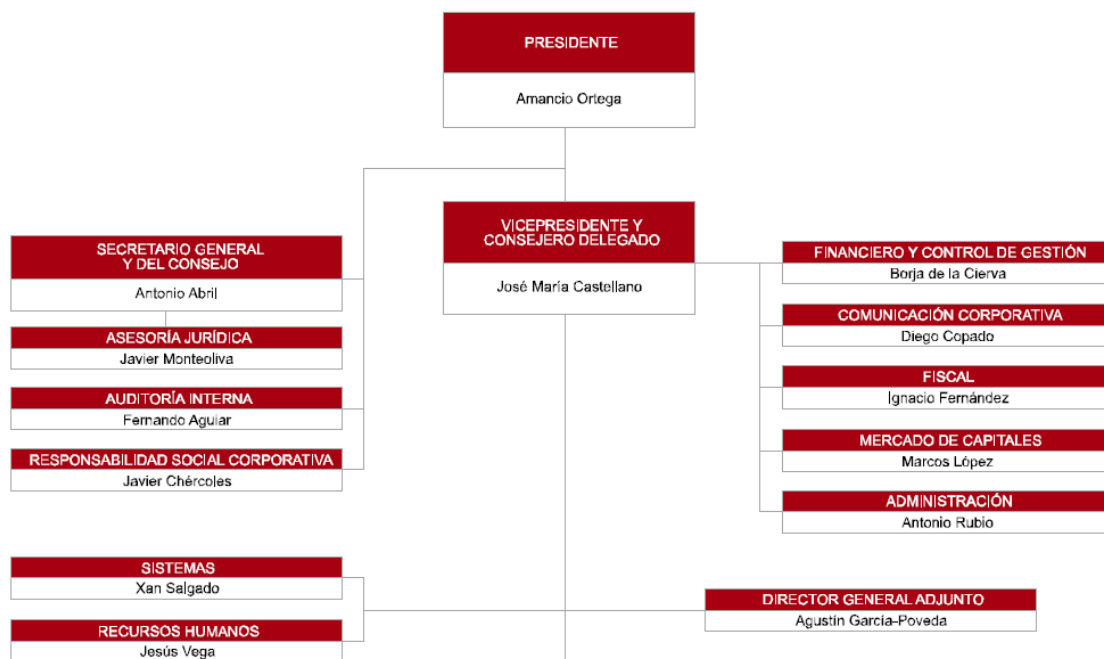 PRESIDENTE
Amancio Ortega
VICEPRESIDENTE Y
CONSEJERO DELEGADO
José María Castellano
SECRETARIO GENERAL
Y DEL CONSEJO
Antonio Abril
ASESORÍA JURÍDICA
Javier Monteoliva
AUDITORÍA INTERNA
Fernando Aguiar
RESPONSABILIDAD SOCIAL CORPORATIVA
Javier Chércoles
FINANCIERO Y CONTROL DE GESTIÓN
Borja de la Cierva
COMUNICACIÓN CORPORATIVA
Diego Copado
FISCAL
Ignacio Fernández
MERCADO DE CAPITALES
Marcos López
ADMINISTRACIÓN
Antonio Rubio
SISTEMAS
Xan Salgado
RECURSOS HUMANOS
Jesús Vega
DIRECTOR GENERAL ADJUNTO
Agustín García-Poveda